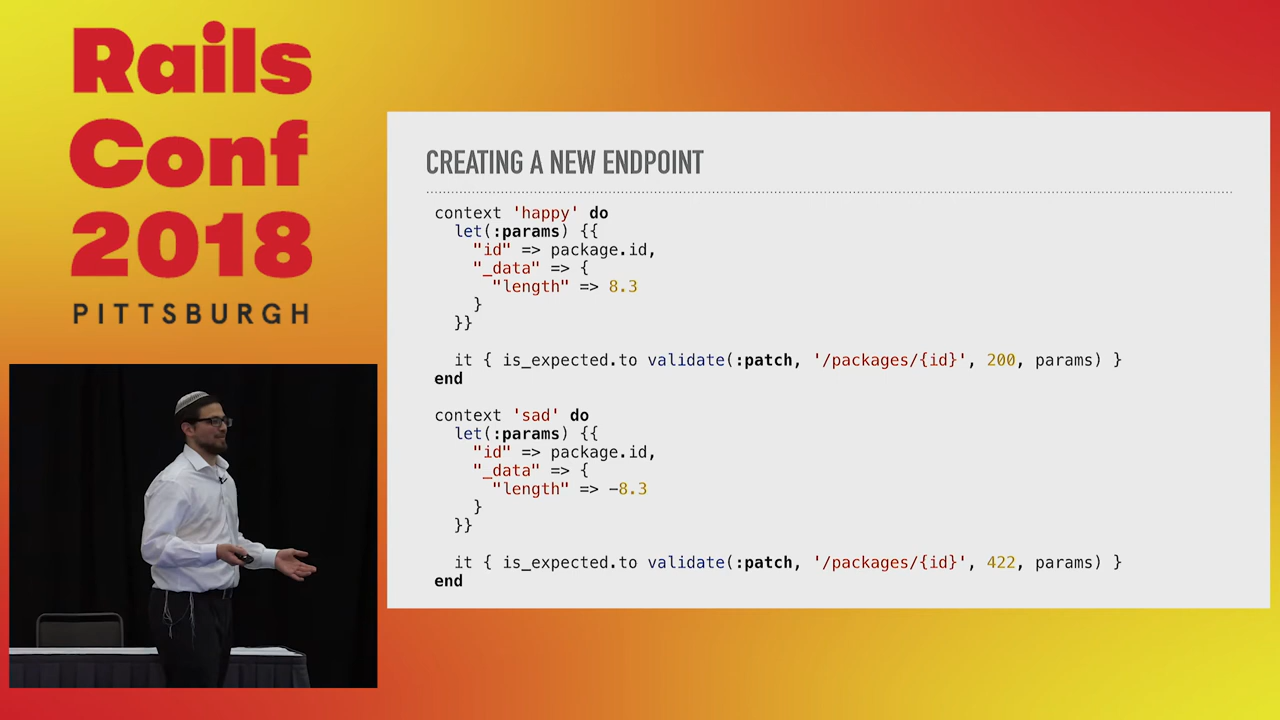 Rails
Conf
2018
PITTSBURGH
CREATING A NEW ENDPOINT
context 'happy' do
  let(:params) {{
    "id" => package.id,
    "_data" => {
      "length" => 8.3
    }
  }}

  it { is_expected.to validate(:patch, '/packages/{id}', 200, params) }
end

context 'sad' do
  let(:params) {{
    "id" => package.id,
    "_data" => {
      "length" => -8.3
    }
  }}

  it { is_expected.to validate(:patch, '/packages/{id}', 422, params) }
end